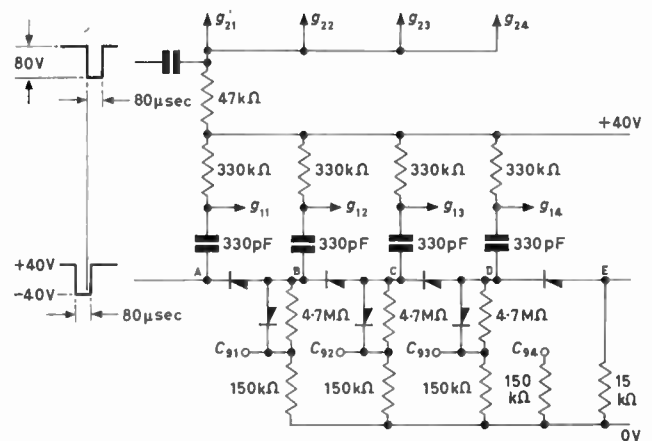 g21 g22 g23 g24
80V
80μsec
47kΩ
+40V
330kΩ 330kΩ 330kΩ 330kΩ
g11 g12 g13 g14
330pF 330pF 330pF 330pF
+40V
-40V
A B C D E
80μsec
4·7MΩ 4·7MΩ 4·7MΩ
C91 C92 C93 C94
150kΩ 150kΩ 150kΩ 150 kΩ 15 kΩ
0V